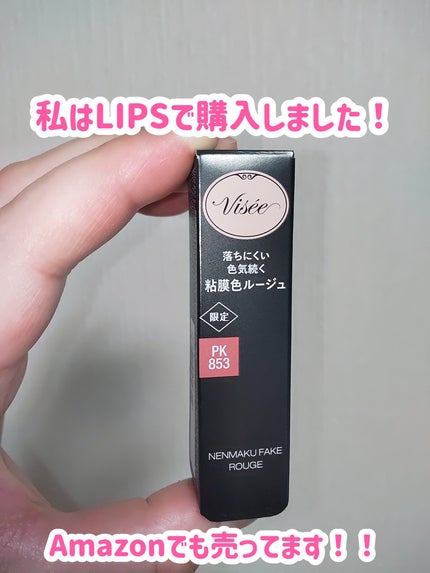 私はLIPSで購入しました！
Visée
落ちにくい
色気続く
粘膜色ルージュ
限定
PK
853
NENMAKU FAKE
ROUGE
Amazonでも売ってます！！